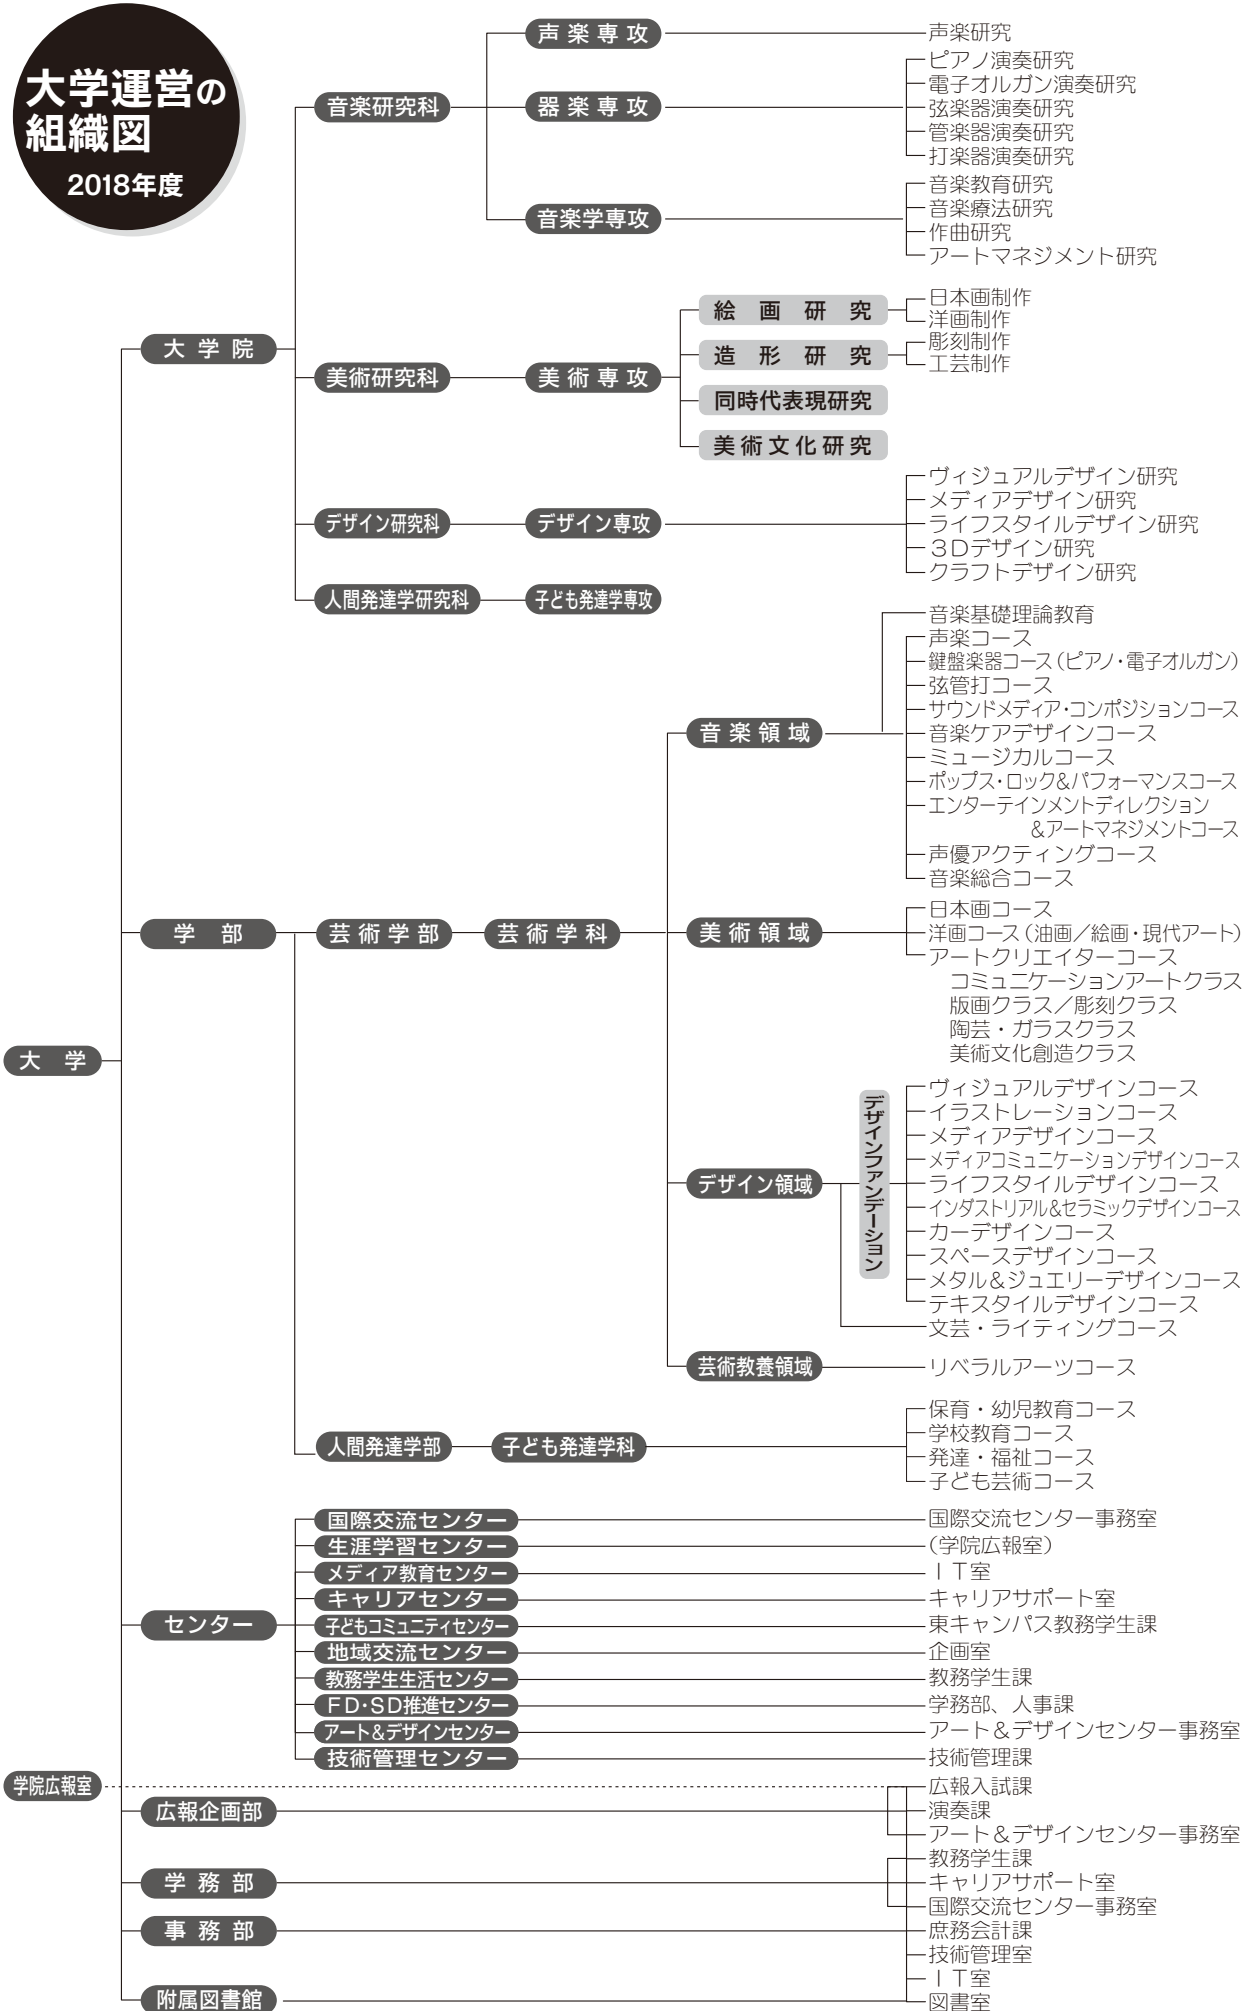 大学運営の
組織図
2018年度
大学
大学院
音楽研究科
声楽専攻
声楽研究
器楽専攻
ピアノ演奏研究
電子オルガン演奏研究
弦楽器演奏研究
管楽器演奏研究
打楽器演奏研究
音楽学専攻
音楽教育研究
音楽療法研究
作曲研究
アートマネジメント研究
美術研究科
美術専攻
絵画研究
日本画制作
洋画制作
造形研究
彫刻制作
工芸制作
同時代表現研究
美術文化研究
デザイン研究科
デザイン専攻
ヴィジュアルデザイン研究
メディアデザイン研究
ライフスタイルデザイン研究
3Dデザイン研究
クラフトデザイン研究
人間発達学研究科
子ども発達学専攻
学部
芸術学部
芸術学科
音楽領域
音楽基礎理論教育
声楽コース
鍵盤楽器コース(ピアノ・電子オルガン)
弦管打コース
サウンドメディア・コンポジションコース
音楽ケアデザインコース
ミュージカルコース
ポップス・ロック&パフォーマンスコース
エンターテインメントディレクション
&アートマネジメントコース
声優アクティングコース
音楽総合コース
美術領域
日本画コース
洋画コース(油画/絵画・現代アート)
アートクリエイターコース
コミュニケーションアートクラス
版画クラス/彫刻クラス
陶芸・ガラスクラス
美術文化創造クラス
デザイン領域
デザインファンデーション
ヴィジュアルデザインコース
イラストレーションコース
メディアデザインコース
メディアコミュニケーションデザインコース
ライフスタイルデザインコース
インダストリアル&セラミックデザインコース
カーデザインコース
スペースデザインコース
メタル&ジュエリーデザインコース
テキスタイルデザインコース
文芸・ライティングコース
芸術教養領域
リベラルアーツコース
人間発達学部
子ども発達学科
保育・幼児教育コース
学校教育コース
発達・福祉コース
子ども芸術コース
センター
国際交流センター
国際交流センター事務室
生涯学習センター
(学院広報室)
メディア教育センター
IT室
キャリアセンター
キャリアサポート室
子どもコミュニティセンター
東キャンパス教務学生課
地域交流センター
企画室
教務学生生活センター
教務学生課
FD・SD推進センター
学務部、人事課
アート&デザインセンター
アート&デザインセンター事務室
技術管理センター
技術管理課
学院広報室
広報入試課
広報企画部
演奏課
アート&デザインセンター事務室
教務学生課
学務部
キャリアサポート室
国際交流センター事務室
事務部
庶務会計課
技術管理室
IT室
附属図書館
図書室